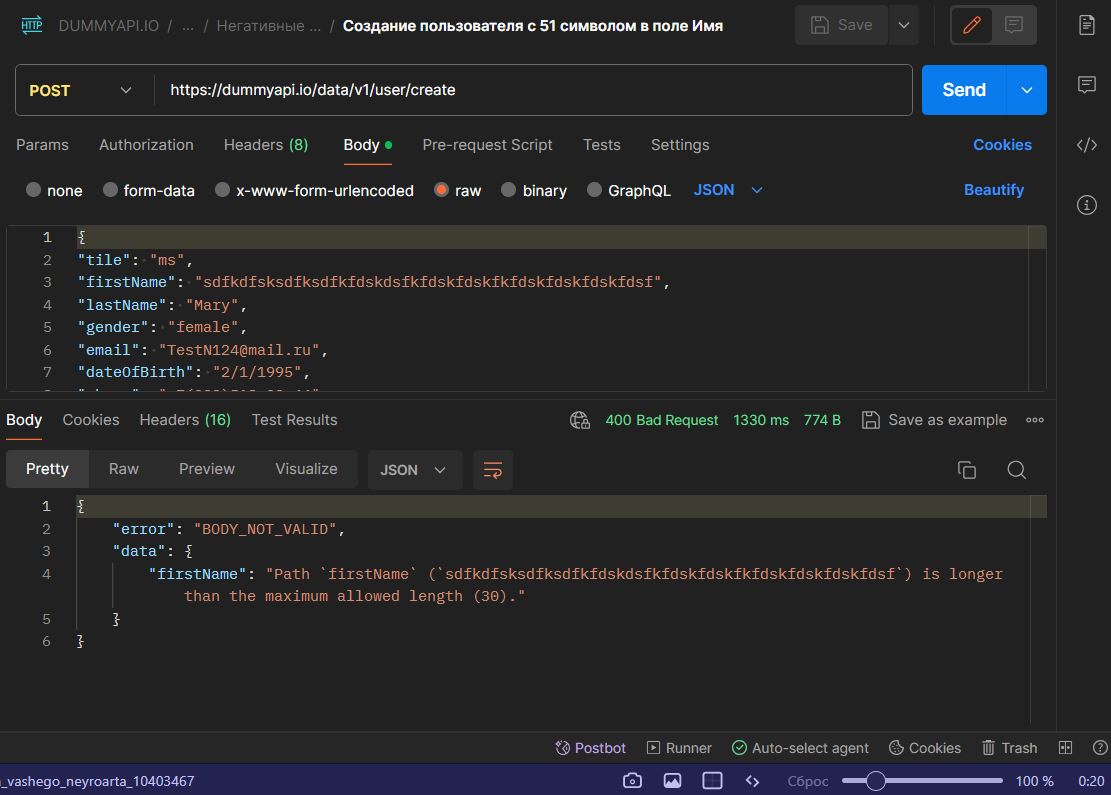 HTTP DUMMYAPI.IO / ... / Негативные ... / Создание пользователя с 51 символом в поле Имя Save
POST https://dummyapi.io/data/v1/user/create Send
Params Authorization Headers (8) Body Pre-request Script Tests Settings Cookies
none form-data x-www-form-urlencoded raw binary GraphQL JSON Beautify
1 {
2 "tile": "ms",
3 "firstName": "sdfkdfsksdfksdfkfdskdsfkfdskfdskfkfdskfdskfdskfdsf",
4 "lastName": "Mary",
5 "gender": "female",
6 "email": "TestN124@mail.ru",
7 "dateOfBirth": "2/1/1995",
Body Cookies Headers (16) Test Results 400 Bad Request 1330 ms 774 B Save as example
Pretty Raw Preview Visualize JSON
1 {
2 "error": "BODY_NOT_VALID",
3 "data": {
4 "firstName": "Path `firstName` (`sdfkdfsksdfksdfkfdskdsfkfdskfdskfkfdskfdskfdskfdsf`) is longer
than the maximum allowed length (30)."
5 }
6 }
Postbot Runner Auto-select agent Cookies Trash
_vashego_neyroarta_10403467 Сброс 100 % 0:20